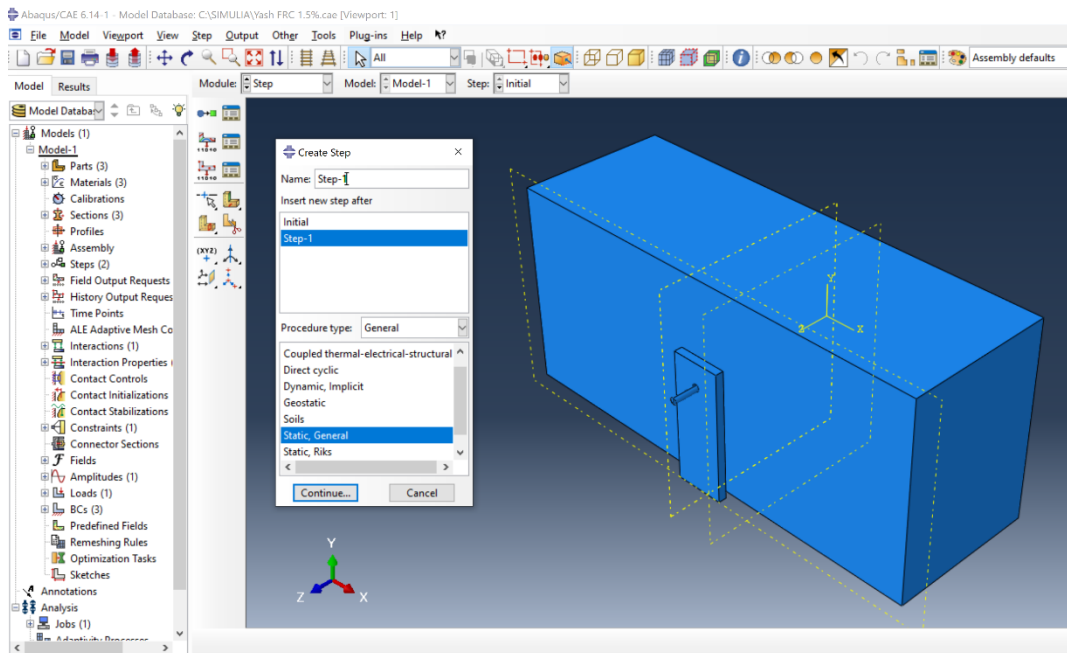 Abaqus/CAE 6.14-1 - Model Database: C:\SIMULIA\Yash FRC 1.5%.cae [Viewport: 1]
File Model Viewport View Step Output Other Tools Plug-ins Help
All
Assembly defaults
Model Results
Module: Step Model: Model-1 Step: Initial
Model Databas
Models (1)
Model-1
Parts (3)
Materials (3)
Calibrations
Sections (3)
Profiles
Assembly
Steps (2)
Field Output Requests
History Output Reques
Time Points
ALE Adaptive Mesh Co
Interactions (1)
Interaction Properties
Contact Controls
Contact Initializations
Contact Stabilizations
Constraints (1)
Connector Sections
Fields
Amplitudes (1)
Loads (1)
BCs (3)
Predefined Fields
Remeshing Rules
Optimization Tasks
Sketches
Annotations
Analysis
Jobs (1)
Adaptivity Processes
(XYZ)
Create Step
Name: Step-1
Insert new step after
Initial
Step-1
Procedure type: General
Coupled thermal-electrical-structural
Direct cyclic
Dynamic, Implicit
Geostatic
Soils
Static, General
Static, Riks
Continue... Cancel
Y
Z X
Y
Z X